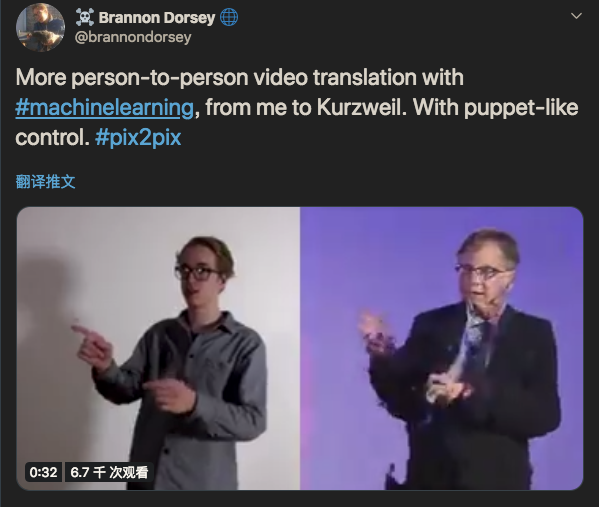 ☠️ Brannon Dorsey 🌐
@brannondorsey
More person-to-person video translation with
#machinelearning, from me to Kurzweil. With puppet-like
control. #pix2pix
翻译推文
0:32 6.7 千 次观看